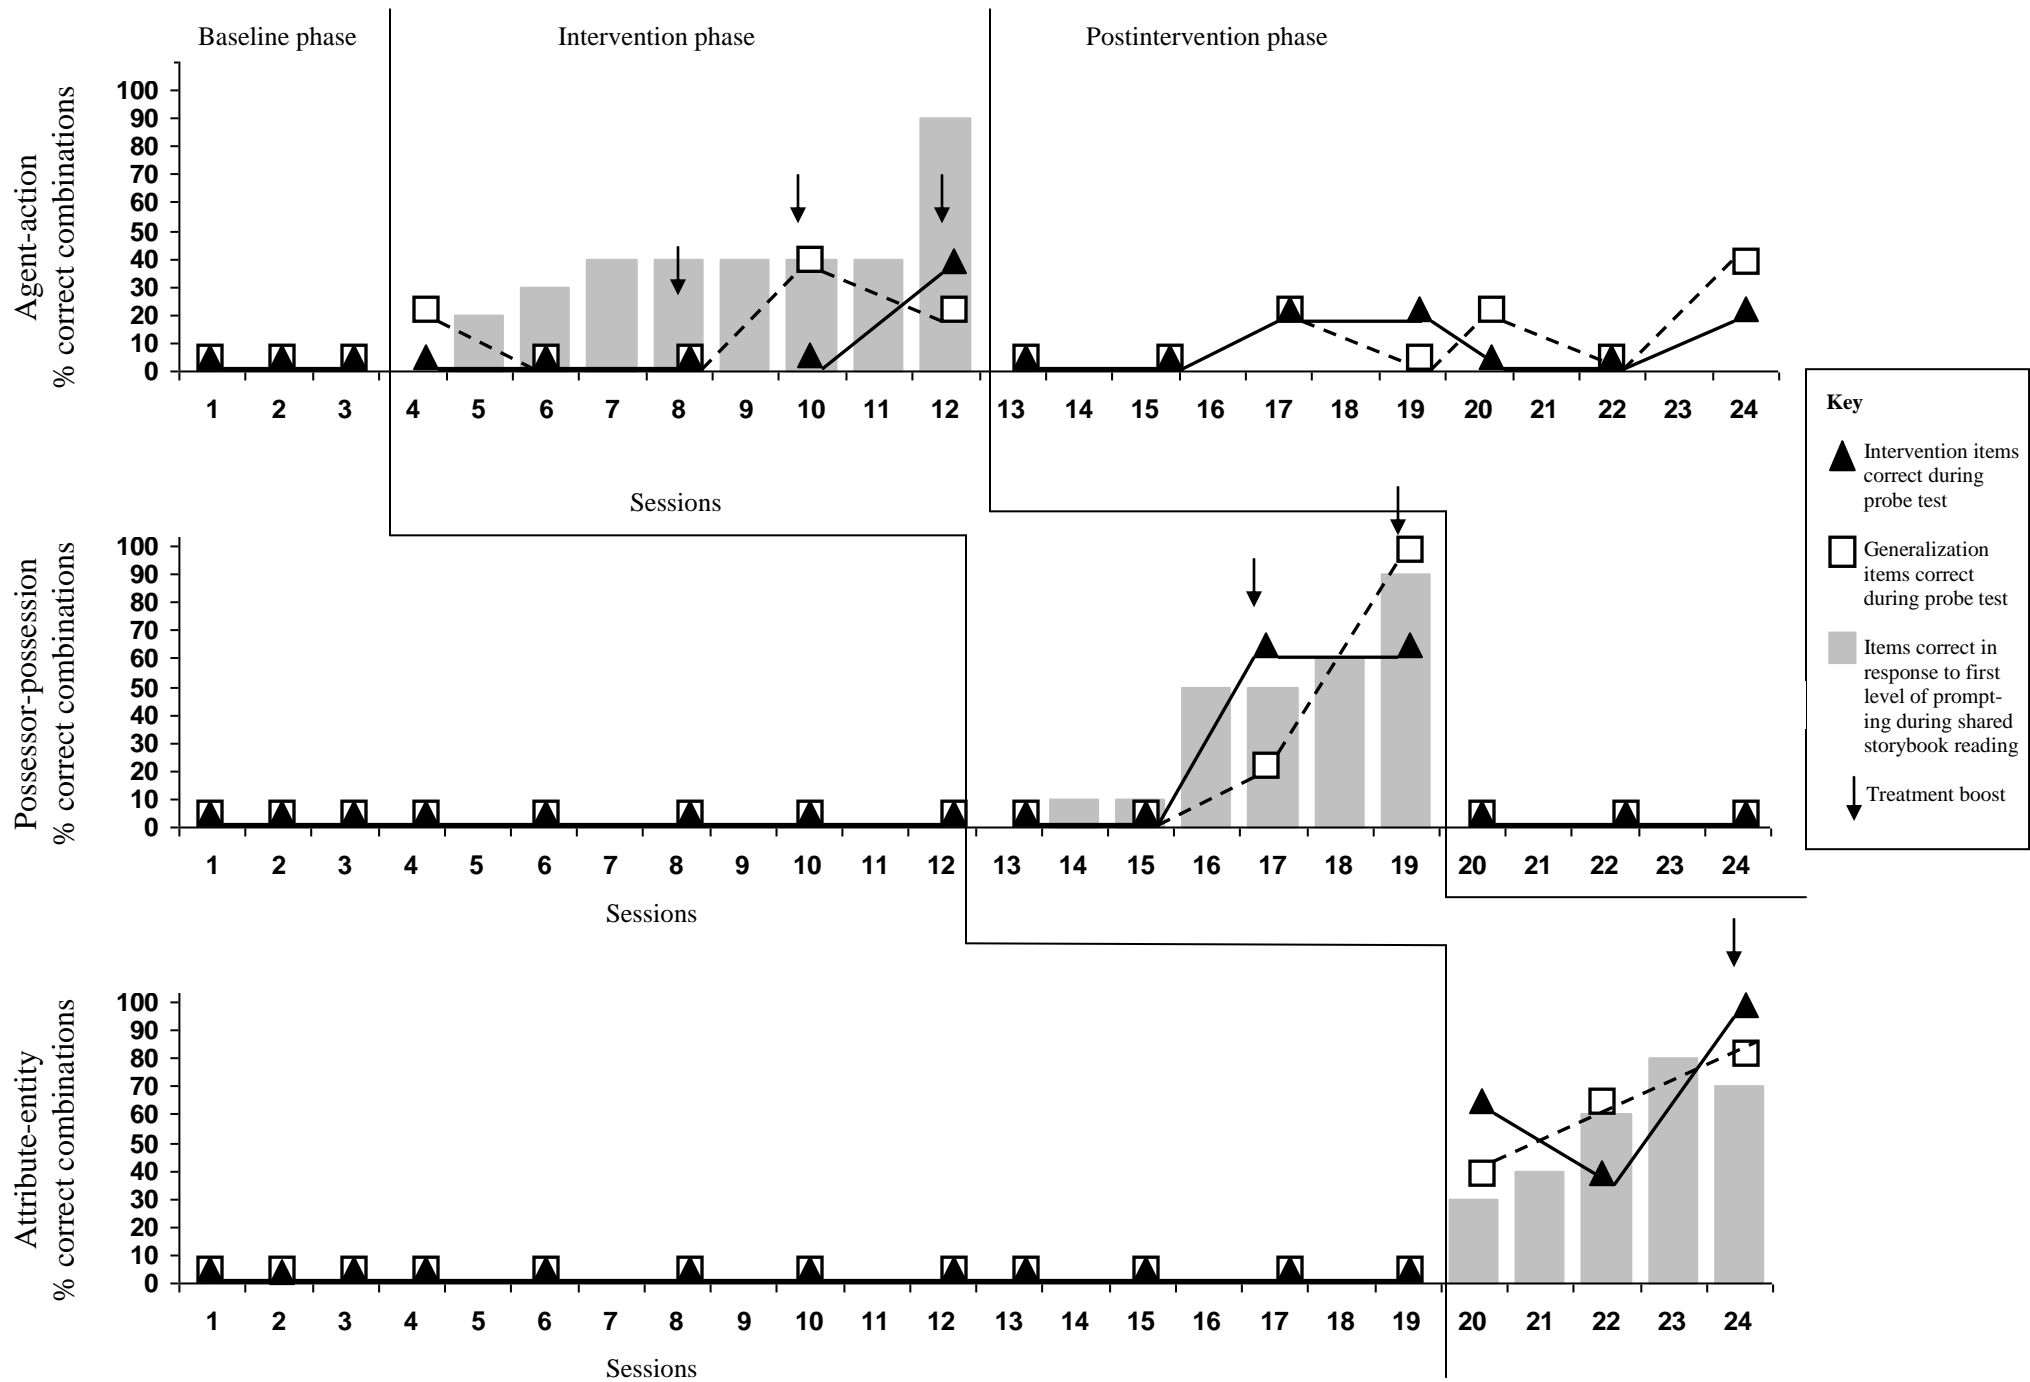 Baseline phase
Intervention phase
Postintervention phase
Agent-action
% correct combinations
100
90
80
70
60
50
40
30
20
10
0
1 2 3 4 5 6 7 8 9 10 11 12 13 14 15 16 17 18 19 20 21 22 23 24
Sessions
Possessor-possession
% correct combinations
100
90
80
70
60
50
40
30
20
10
0
1 2 3 4 5 6 7 8 9 10 11 12 13 14 15 16 17 18 19 20 21 22 23 24
Sessions
Attribute-entity
% correct combinations
100
90
80
70
60
50
40
30
20
10
0
1 2 3 4 5 6 7 8 9 10 11 12 13 14 15 16 17 18 19 20 21 22 23 24
Sessions
Key
Intervention items
correct during
probe test
Generalization
items correct
during probe test
Items correct in
response to first
level of prompt-
ing during shared
storybook reading
Treatment boost